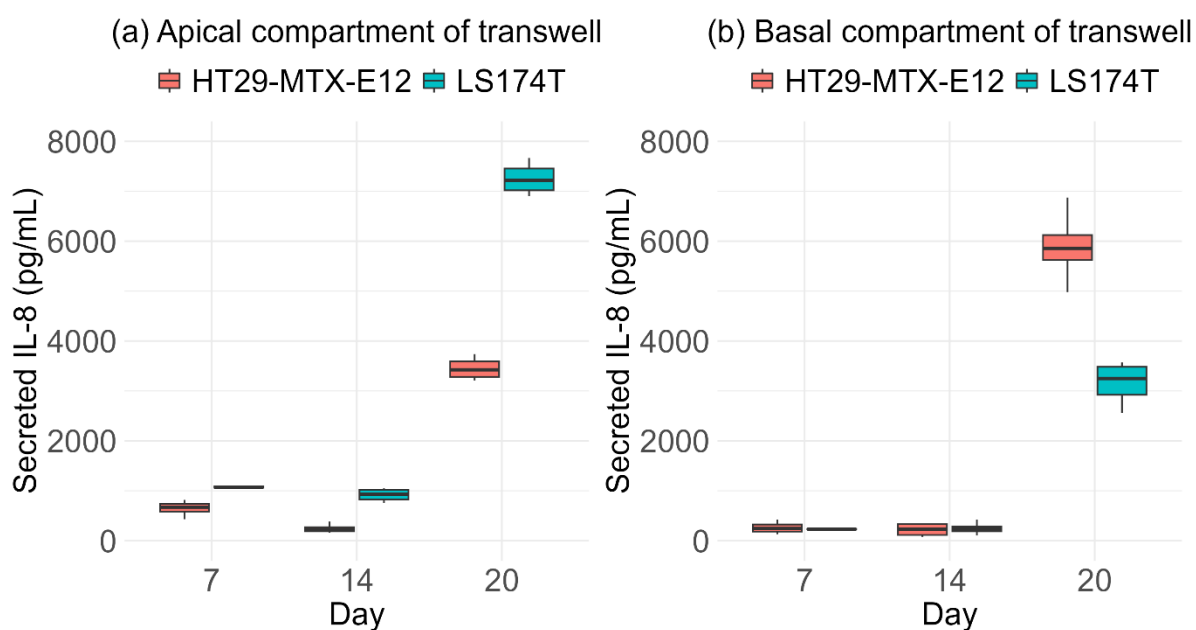 (a) Apical compartment of transwell
HT29-MTX-E12 LS174T
Secreted IL-8 (pg/mL)
8000
6000
4000
2000
0
7 14 20
Day
(b) Basal compartment of transwell
HT29-MTX-E12 LS174T
Secreted IL-8 (pg/mL)
8000
6000
4000
2000
0
7 14 20
Day